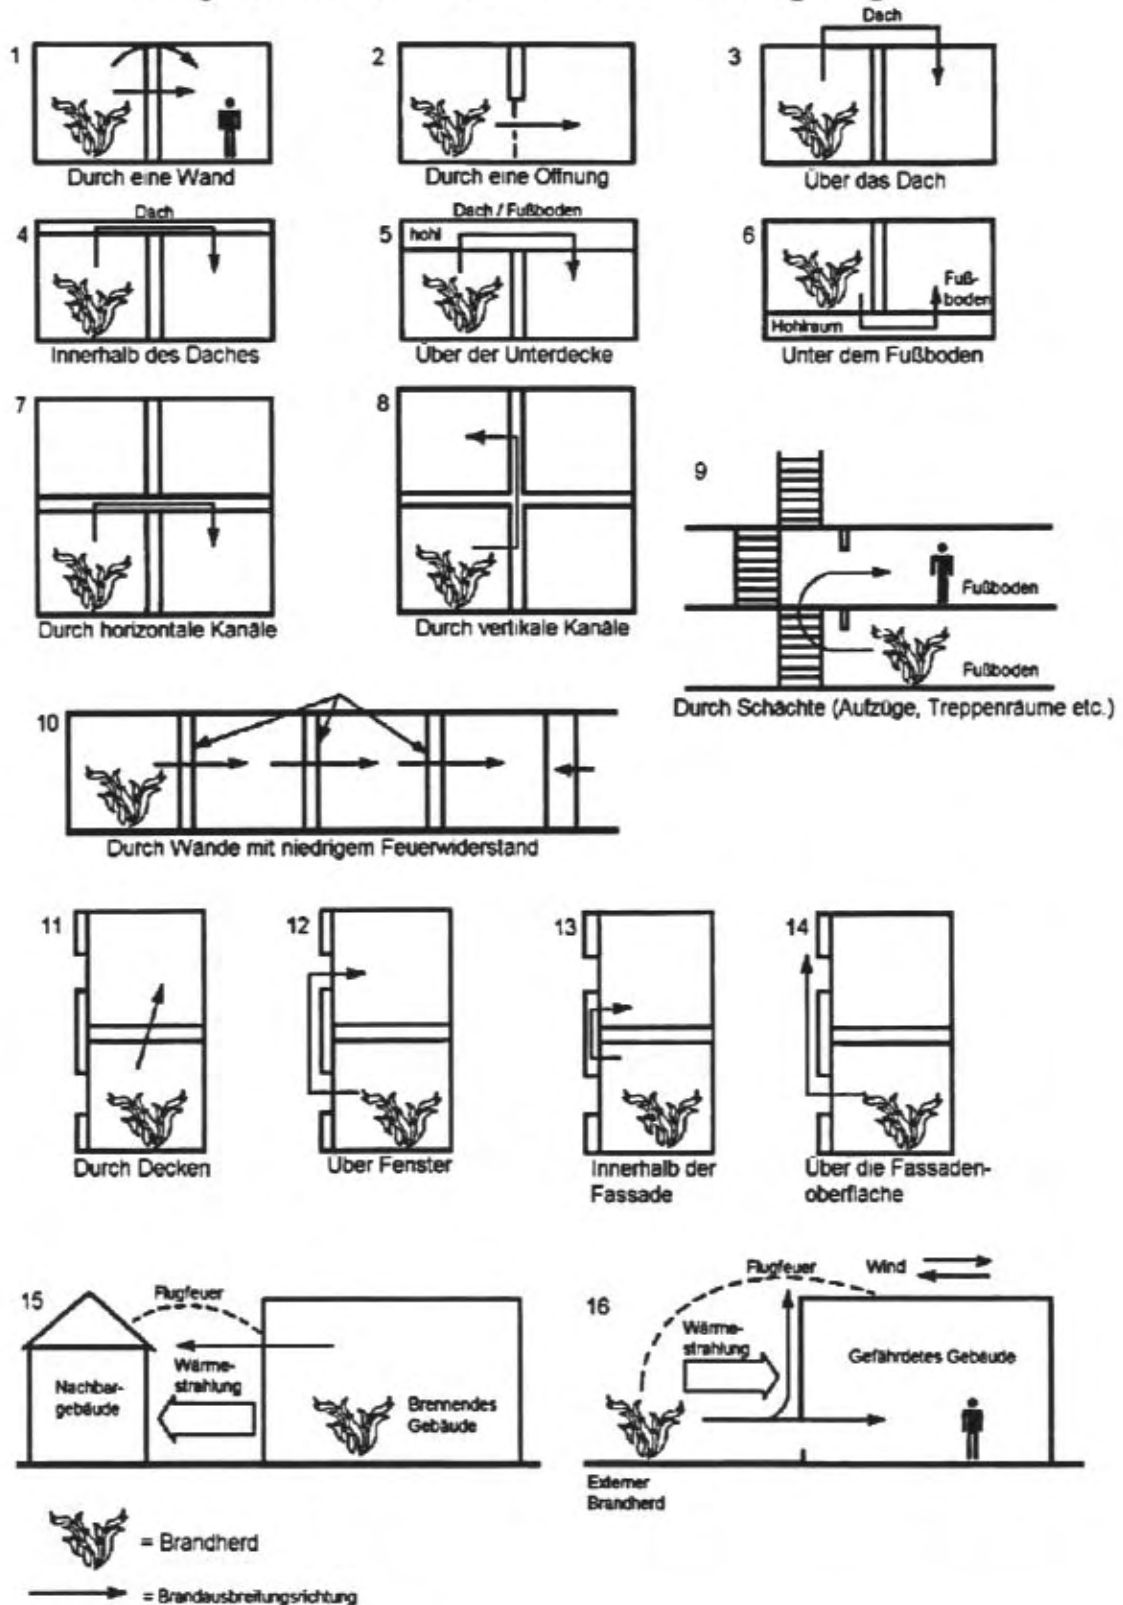 1
2
3
Dach
Durch eine Wand
Durch eine Offnung
Über das Dach
4
Dach
5
Dach / Fußboden
hohl
6
Fuß-
boden
Hohlraum
Innerhalb des Daches
Über der Unterdecke
Unter dem Fußboden
7
8
9
Fußboden
Fußboden
Durch horizontale Kanäle
Durch vertikale Kanäle
Durch Schächte (Aufzüge, Treppenräume etc.)
10
Durch Wände mit niedrigem Feuerwiderstand
11
12
13
14
Durch Decken
Über Fenster
Innerhalb der
Fassade
Über die Fassaden-
oberfläche
15
Flugfeuer
Wärme-
strahlung
Nachbar-
gebäude
Brennendes
Gebäude
16
Flugfeuer
Wind
Wärme-
strahlung
Gefährdetes Gebäude
Externer
Brandherd
= Brandherd
= Brandausbreitungsrichtung